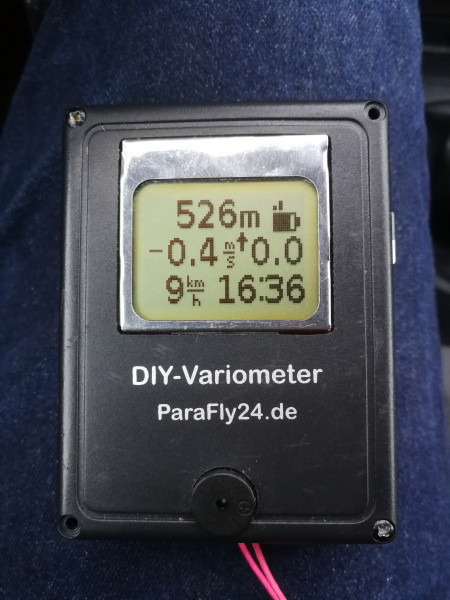 526m
-0.4 m/s ↑0.0
9 km/h 16:36
DIY-Variometer
ParaFly24.de